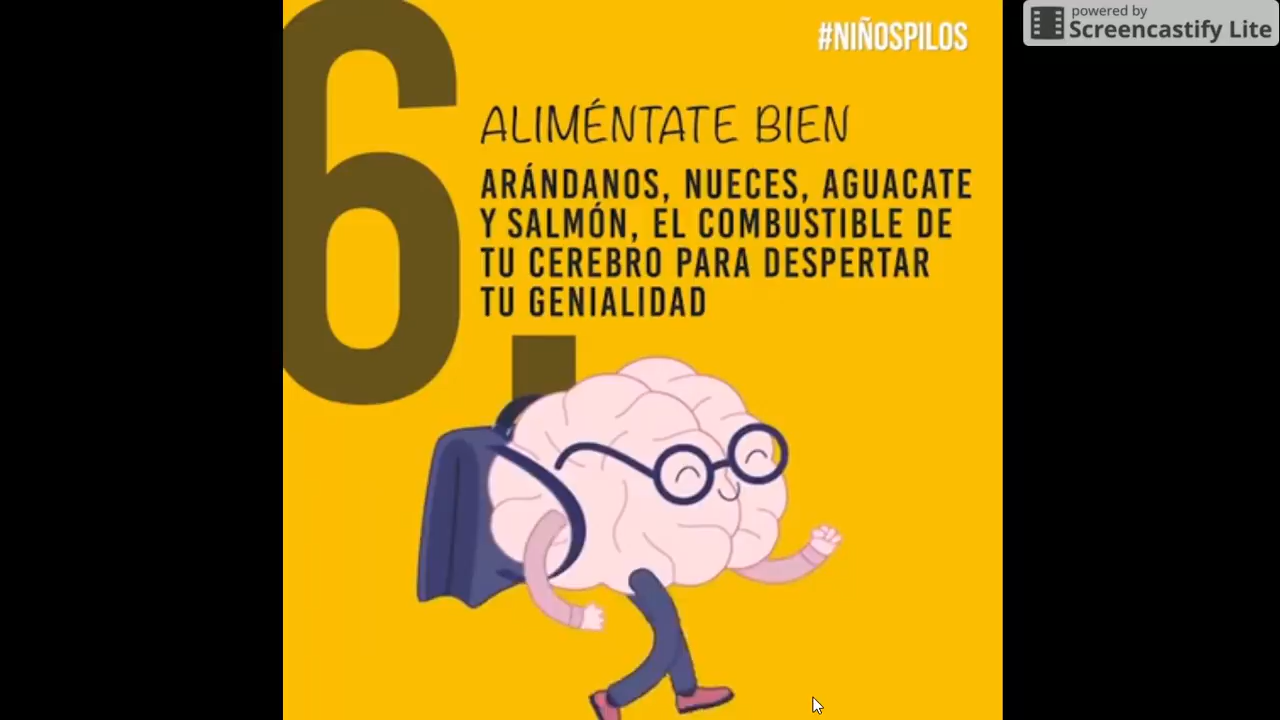 powered by
Screencastify Lite
#NIÑOSPILOS
6.
ALIMÉNTATE BIEN
ARÁNDANOS, NUECES, AGUACATE
Y SALMÓN, EL COMBUSTIBLE DE
TU CEREBRO PARA DESPERTAR
TU GENIALIDAD